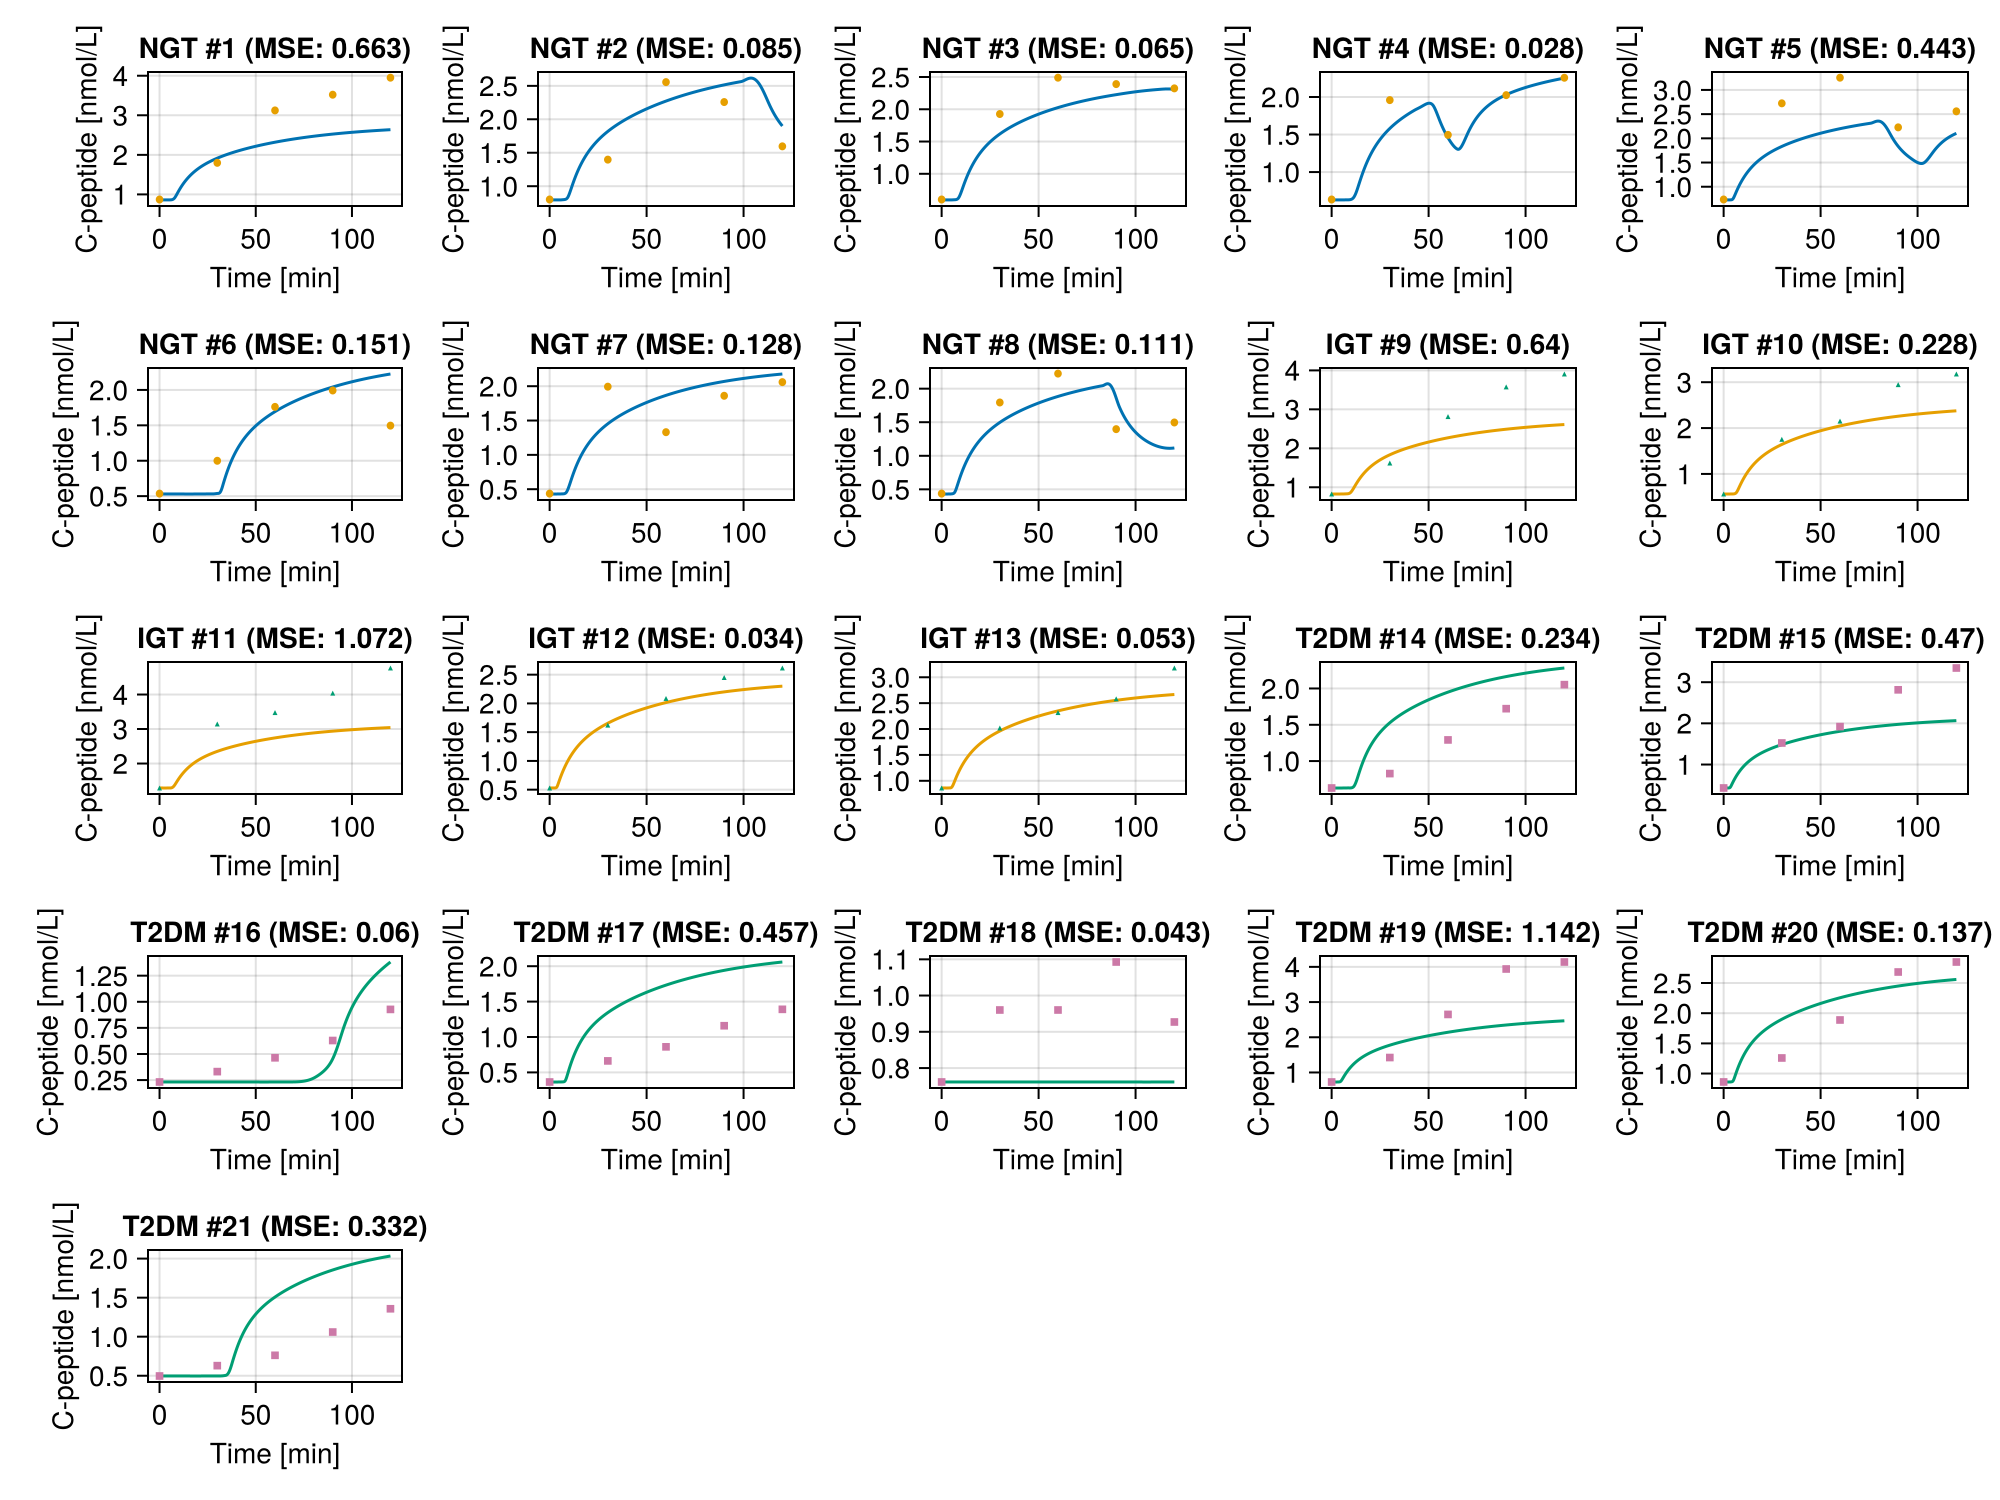 NGT #1 (MSE: 0.663)
C-peptide [nmol/L]
4
3
2
1
0 50 100
Time [min]
NGT #2 (MSE: 0.085)
C-peptide [nmol/L]
2.5
2.0
1.5
1.0
0 50 100
Time [min]
NGT #3 (MSE: 0.065)
C-peptide [nmol/L]
2.5
2.0
1.5
1.0
0 50 100
Time [min]
NGT #4 (MSE: 0.028)
C-peptide [nmol/L]
2.0
1.5
1.0
0 50 100
Time [min]
NGT #5 (MSE: 0.443)
C-peptide [nmol/L]
3.0
2.5
2.0
1.5
1.0
0 50 100
Time [min]
NGT #6 (MSE: 0.151)
C-peptide [nmol/L]
2.0
1.5
1.0
0.5
0 50 100
Time [min]
NGT #7 (MSE: 0.128)
C-peptide [nmol/L]
2.0
1.5
1.0
0.5
0 50 100
Time [min]
NGT #8 (MSE: 0.111)
C-peptide [nmol/L]
2.0
1.5
1.0
0.5
0 50 100
Time [min]
IGT #9 (MSE: 0.64)
C-peptide [nmol/L]
4
3
2
1
0 50 100
Time [min]
IGT #10 (MSE: 0.228)
C-peptide [nmol/L]
3
2
1
0 50 100
Time [min]
IGT #11 (MSE: 1.072)
C-peptide [nmol/L]
4
3
2
0 50 100
Time [min]
IGT #12 (MSE: 0.034)
C-peptide [nmol/L]
2.5
2.0
1.5
1.0
0.5
0 50 100
Time [min]
IGT #13 (MSE: 0.053)
C-peptide [nmol/L]
3.0
2.5
2.0
1.5
1.0
0 50 100
Time [min]
T2DM #14 (MSE: 0.234)
C-peptide [nmol/L]
2.0
1.5
1.0
0 50 100
Time [min]
T2DM #15 (MSE: 0.47)
C-peptide [nmol/L]
3
2
1
0 50 100
Time [min]
T2DM #16 (MSE: 0.06)
C-peptide [nmol/L]
1.25
1.00
0.75
0.50
0.25
0 50 100
Time [min]
T2DM #17 (MSE: 0.457)
C-peptide [nmol/L]
2.0
1.5
1.0
0.5
0 50 100
Time [min]
T2DM #18 (MSE: 0.043)
C-peptide [nmol/L]
1.1
1.0
0.9
0.8
0 50 100
Time [min]
T2DM #19 (MSE: 1.142)
C-peptide [nmol/L]
4
3
2
1
0 50 100
Time [min]
T2DM #20 (MSE: 0.137)
C-peptide [nmol/L]
2.5
2.0
1.5
1.0
0 50 100
Time [min]
T2DM #21 (MSE: 0.332)
C-peptide [nmol/L]
2.0
1.5
1.0
0.5
0 50 100
Time [min]